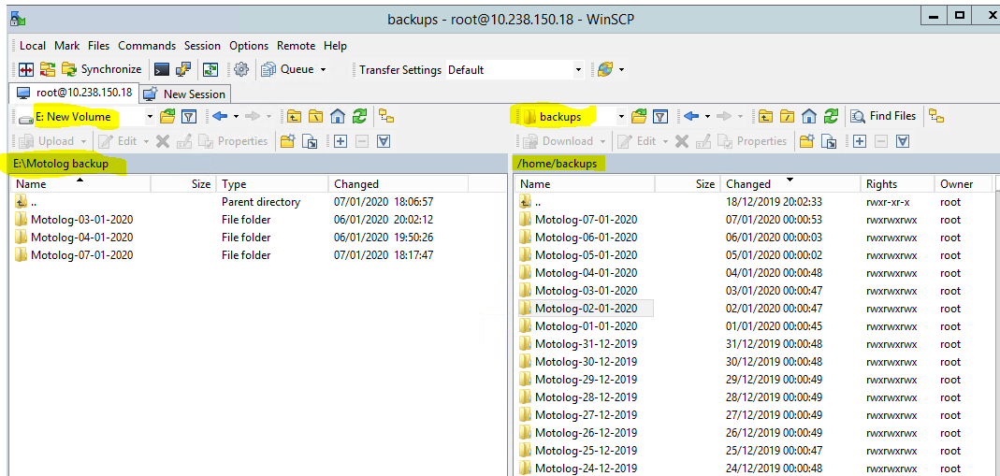 backups - root@10.238.150.18 - WinSCP
Local Mark Files Commands Session Options Remote Help
Synchronize Queue Transfer Settings Default
root@10.238.150.18 New Session
E: New Volume
Upload Edit Properties
E:\Motolog backup
Name Size Type Changed
.. Parent directory 07/01/2020 18:06:57
Motolog-03-01-2020 File folder 06/01/2020 20:02:12
Motolog-04-01-2020 File folder 06/01/2020 19:50:26
Motolog-07-01-2020 File folder 07/01/2020 18:17:47
backups Find Files
Download Edit Properties
/home/backups
Name Size Changed Rights Owner
.. 18/12/2019 20:02:33 rwxr-xr-x root
Motolog-07-01-2020 07/01/2020 00:00:53 rwxrwxrwx root
Motolog-06-01-2020 06/01/2020 00:00:03 rwxrwxrwx root
Motolog-05-01-2020 05/01/2020 00:00:02 rwxrwxrwx root
Motolog-04-01-2020 04/01/2020 00:00:48 rwxrwxrwx root
Motolog-03-01-2020 03/01/2020 00:00:47 rwxrwxrwx root
Motolog-02-01-2020 02/01/2020 00:00:47 rwxrwxrwx root
Motolog-01-01-2020 01/01/2020 00:00:45 rwxrwxrwx root
Motolog-31-12-2019 31/12/2019 00:00:48 rwxrwxrwx root
Motolog-30-12-2019 30/12/2019 00:00:48 rwxrwxrwx root
Motolog-29-12-2019 29/12/2019 00:00:49 rwxrwxrwx root
Motolog-28-12-2019 28/12/2019 00:00:49 rwxrwxrwx root
Motolog-27-12-2019 27/12/2019 00:00:49 rwxrwxrwx root
Motolog-26-12-2019 26/12/2019 00:00:49 rwxrwxrwx root
Motolog-25-12-2019 25/12/2019 00:00:47 rwxrwxrwx root
Motolog-24-12-2019 24/12/2019 00:00:48 rwxrwxrwx root